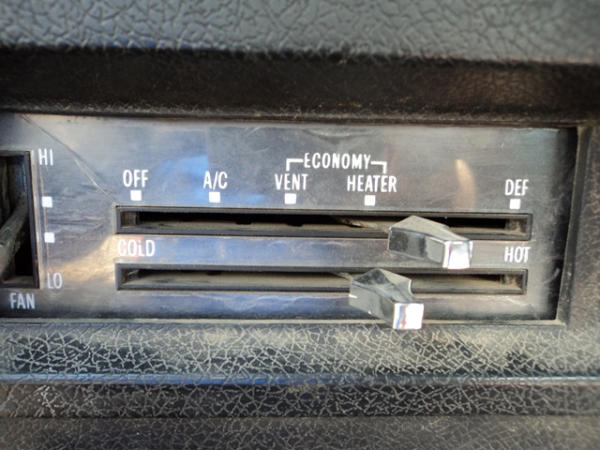 ECONOMY
HI
OFF A/C VENT HEATER DEF
COLD HOT
LO
FAN